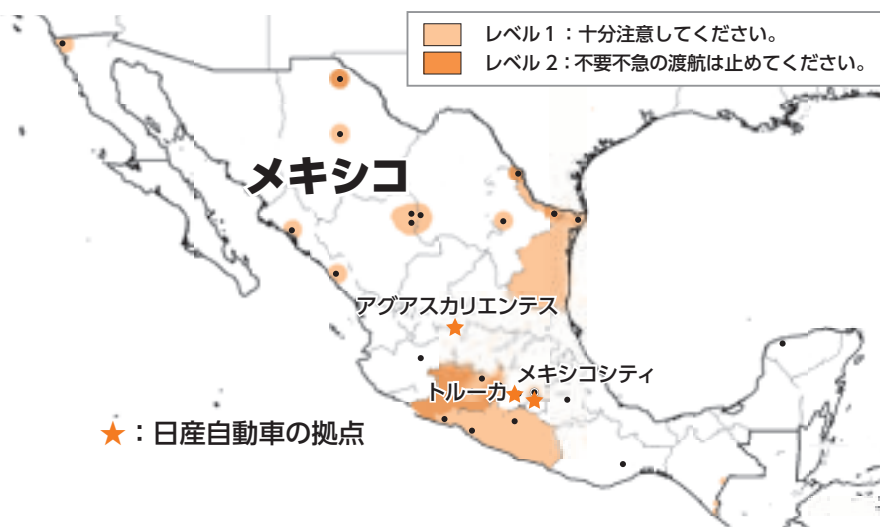 レベル1：十分注意してください。
レベル2：不要不急の渡航は止めてください。
メキシコ
アグアスカリエンテス
メキシコシティ
トルーカ
★：日産自動車の拠点